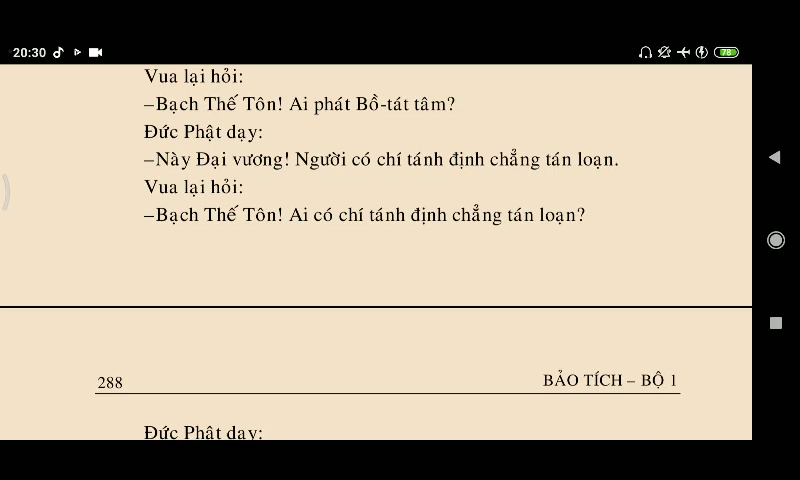 20:30
78
Vua lại hỏi:
–Bạch Thế Tôn! Ai phát Bồ-tát tâm?
Đức Phật dạy:
–Này Đại vương! Người có chí tánh định chẳng tán loạn.
Vua lại hỏi:
–Bạch Thế Tôn! Ai có chí tánh định chẳng tán loạn?
288
BẢO TÍCH – BỘ 1
Đức Phật dạy: